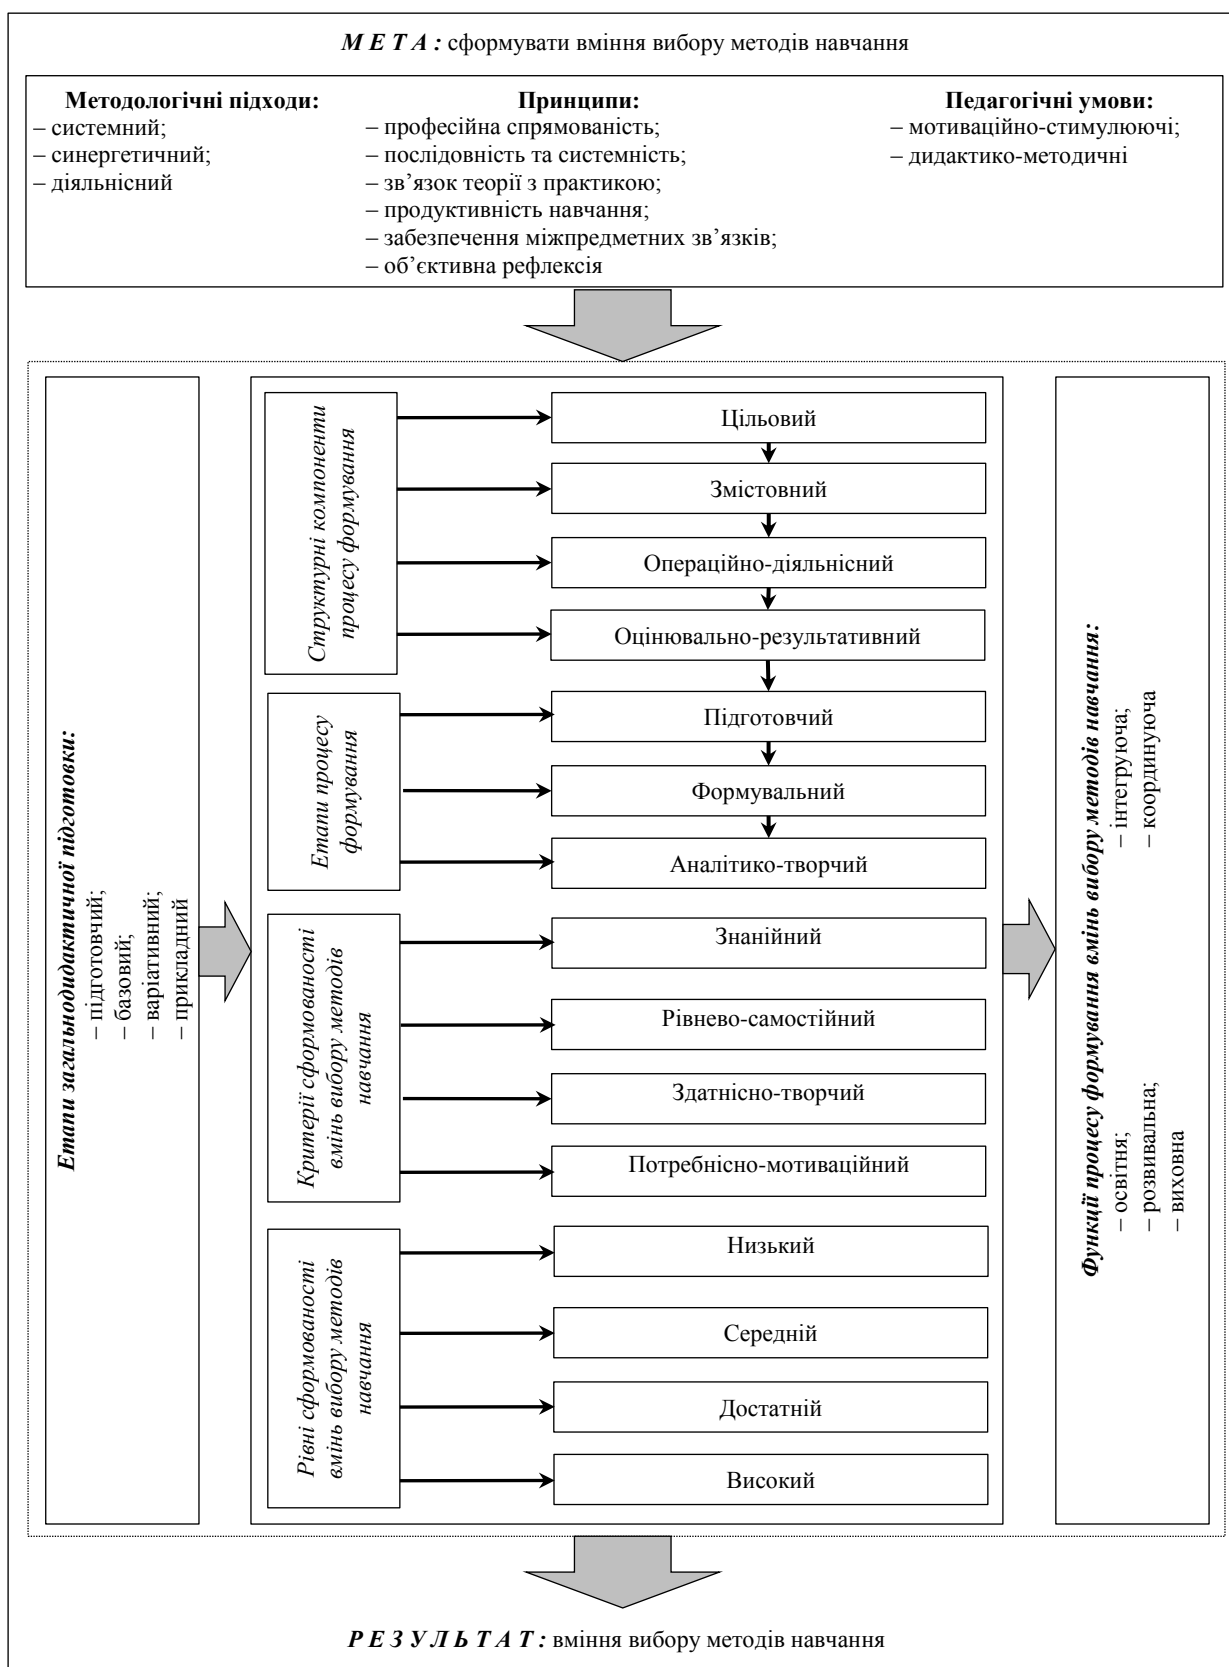 М Е Т А : сформувати вміння вибору методів навчання
Методологічні підходи:
– системний;
– синергетичний;
– діяльнісний
Принципи:
– професійна спрямованість;
– послідовність та системність;
– зв’язок теорії з практикою;
– продуктивність навчання;
– забезпечення міжпредметних зв’язків;
– об’єктивна рефлексія
Педагогічні умови:
– мотиваційно-стимулюючі;
– дидактико-методичні
Етапи загальнодидактичної підготовки:
– підготовчий;
– базовий;
– варіативний;
– прикладний
Структурні компоненти
процесу формування
Цільовий
Змістовний
Операційно-діяльнісний
Оцінювально-результативний
Етапи процесу
формування
Підготовчий
Формувальний
Аналітико-творчий
Критерії сформованості
вмінь вибору методів
навчання
Знанійний
Рівнево-самостійний
Здатнісно-творчий
Потребнісно-мотиваційний
Рівні сформованості
вмінь вибору методів
навчання
Низький
Середній
Достатній
Високий
Функції процесу формування вмінь вибору методів навчання:
– освітня;
– розвивальна;
– виховна
– інтегруюча;
– координуюча
Р Е З У Л Ь Т А Т : вміння вибору методів навчання